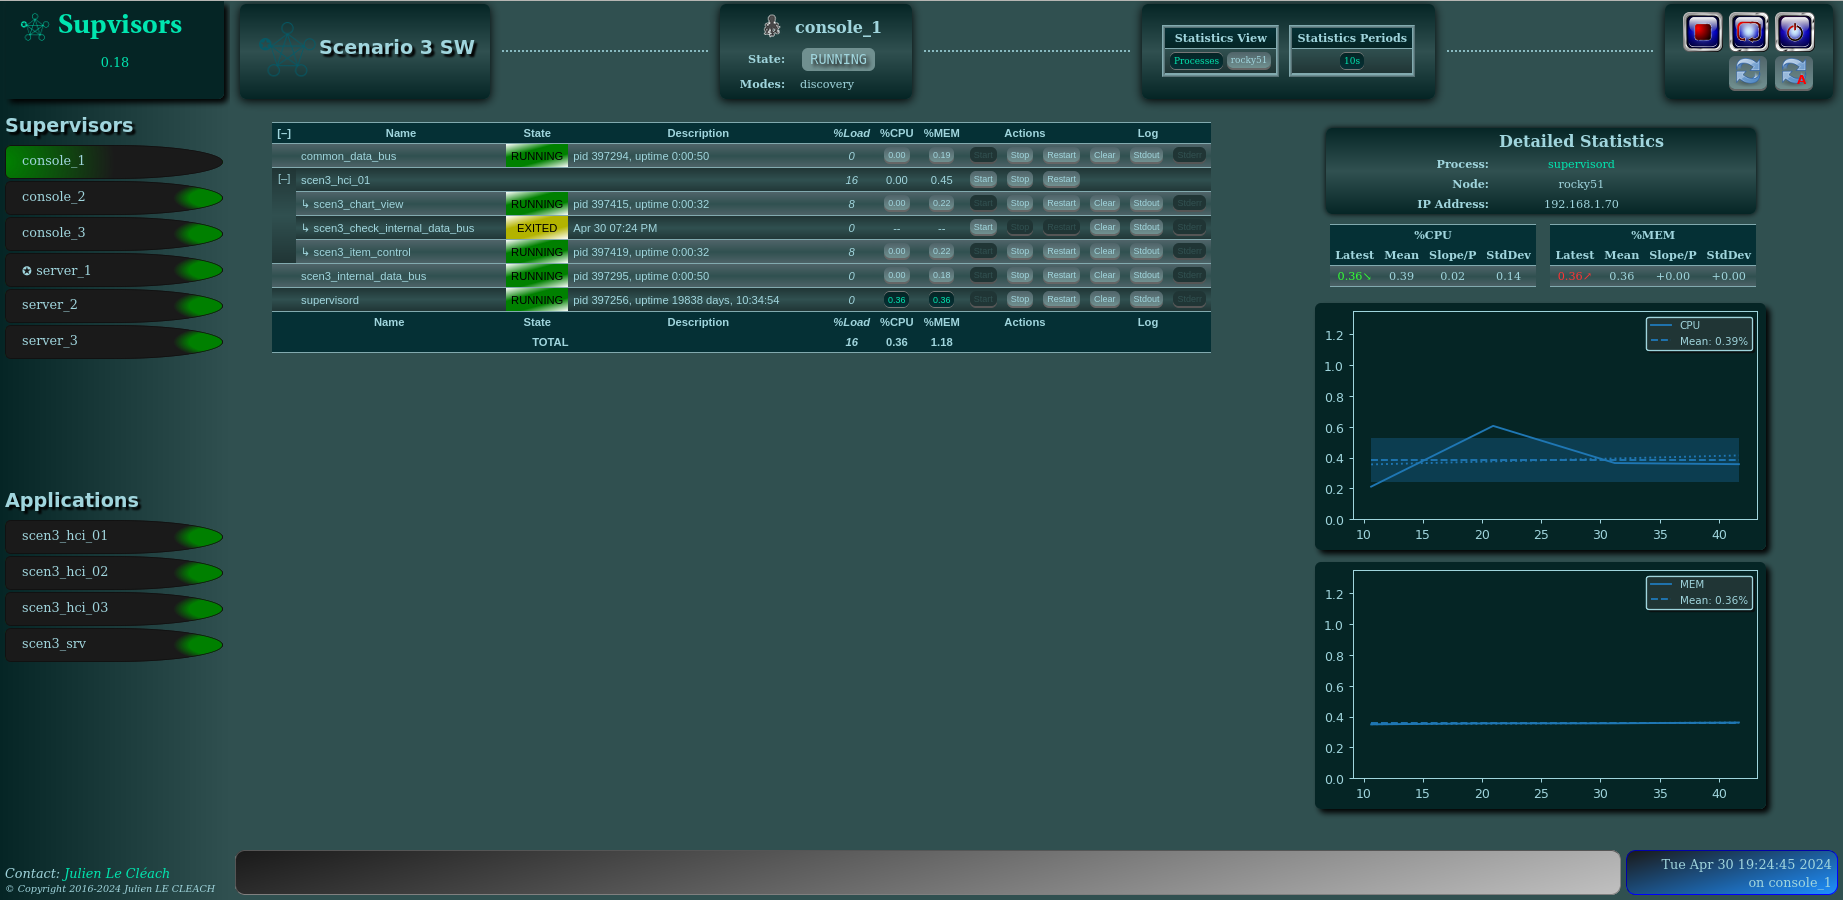 Supvisors
0.18
Scenario 3 SW
console_1
State: RUNNING
Modes: discovery
Statistics View
Processes rocky51
Statistics Periods
10s
A
Supervisors
console_1
console_2
console_3
✪ server_1
server_2
server_3
Applications
scen3_hci_01
scen3_hci_02
scen3_hci_03
scen3_srv
Contact: Julien Le Cléach
© Copyright 2016-2024 Julien LE CLEACH
[–] Name State Description %Load %CPU %MEM Actions Log
common_data_bus RUNNING pid 397294, uptime 0:00:50 0 0.00 0.19 Start Stop Restart Clear Stdout Stderr
[–] scen3_hci_01 16 0.00 0.45 Start Stop Restart
↳ scen3_chart_view RUNNING pid 397415, uptime 0:00:32 8 0.00 0.22 Start Stop Restart Clear Stdout Stderr
↳ scen3_check_internal_data_bus EXITED Apr 30 07:24 PM 0 -- -- Start Stop Restart Clear Stdout Stderr
↳ scen3_item_control RUNNING pid 397419, uptime 0:00:32 8 0.00 0.22 Start Stop Restart Clear Stdout Stderr
scen3_internal_data_bus RUNNING pid 397295, uptime 0:00:50 0 0.00 0.18 Start Stop Restart Clear Stdout Stderr
supervisord RUNNING pid 397256, uptime 19838 days, 10:34:54 0 0.36 0.36 Start Stop Restart Clear Stdout Stderr
Name State Description %Load %CPU %MEM Actions Log
TOTAL 16 0.36 1.18
Detailed Statistics
Process: supervisord
Node: rocky51
IP Address: 192.168.1.70
%CPU
Latest Mean Slope/P StdDev
0.36↘ 0.39 0.02 0.14
%MEM
Latest Mean Slope/P StdDev
0.36↗ 0.36 +0.00 +0.00
CPU
Mean: 0.39%
1.2
1.0
0.8
0.6
0.4
0.2
0.0
10 15 20 25 30 35 40
MEM
Mean: 0.36%
1.2
1.0
0.8
0.6
0.4
0.2
0.0
10 15 20 25 30 35 40
Tue Apr 30 19:24:45 2024
on console_1